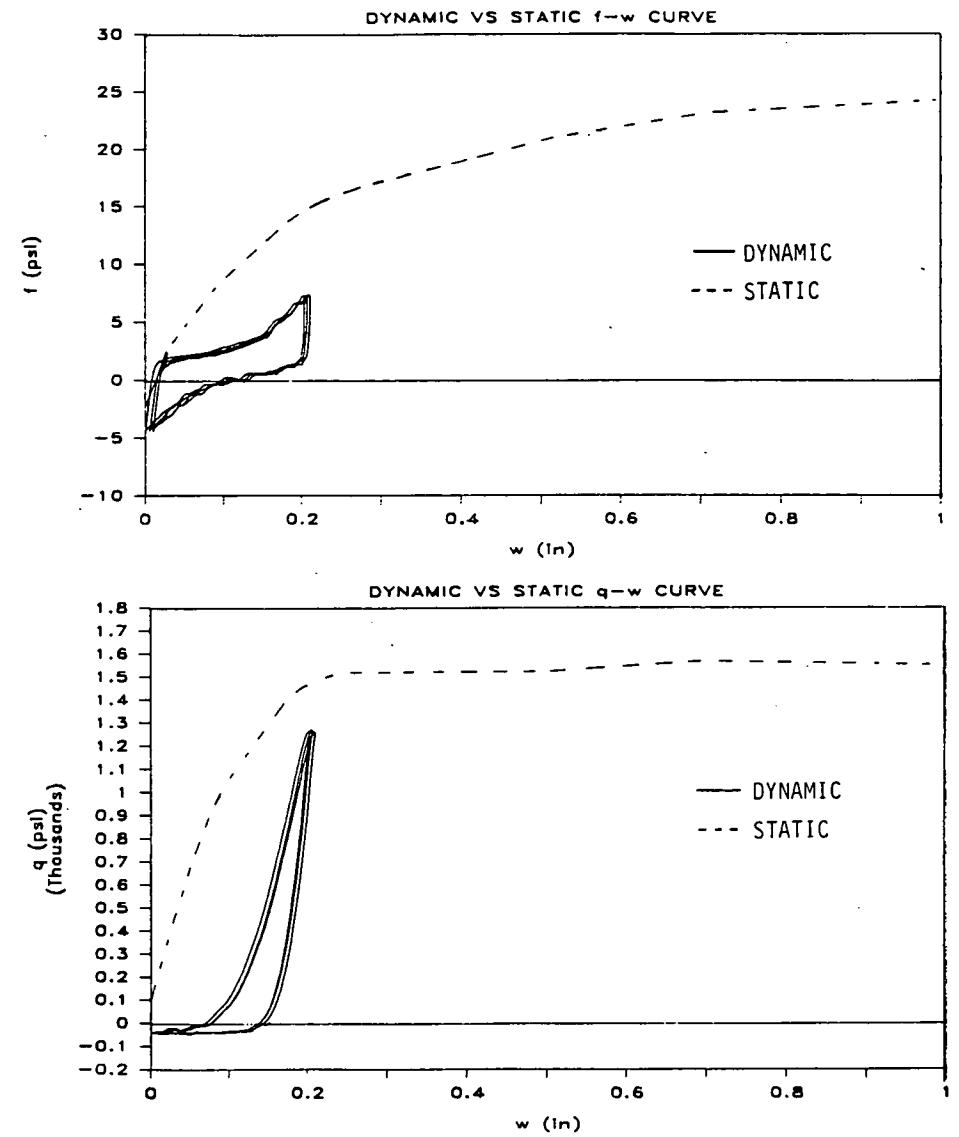 DYNAMIC VS STATIC f-w CURVE
30
25
20
15
10
5
0
-5
-10
f (psi)
DYNAMIC
STATIC
0 0.2 0.4 0.6 0.8 1
w (in)
DYNAMIC VS STATIC q-w CURVE
1.8
1.7
1.6
1.5
1.4
1.3
1.2
1.1
1
0.9
0.8
0.7
0.6
0.5
0.4
0.3
0.2
0.1
0
-0.1
-0.2
q (psi)
(Thousands)
DYNAMIC
STATIC
0 0.2 0.4 0.6 0.8 1
w (in)